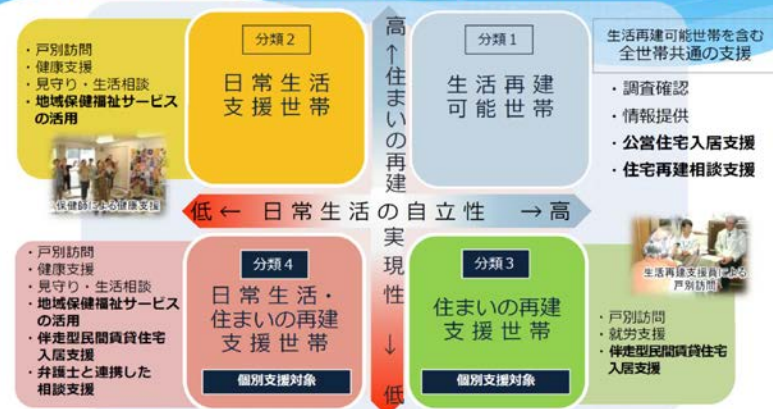 ・戸別訪問
・健康支援
・見守り・生活相談
・地域保健福祉サービス
の活用
保健師による健康支援
分類2
日常生活
支援世帯
高←住まいの再建実現性→低
分類1
生活再建
可能世帯
生活再建可能世帯を含む
全世帯共通の支援
・調査確認
・情報提供
・公営住宅入居支援
・住宅再建相談支援
低← 日常生活の自立性 →高
・戸別訪問
・健康支援
・見守り・生活相談
・地域保健福祉サービス
の活用
・伴走型民間賃貸住宅
入居支援
・弁護士と連携した
相談支援
分類4
日常生活・
住まいの再建
支援世帯
個別支援対象
分類3
住まいの再建
支援世帯
個別支援対象
生活再建支援員による
戸別訪問
・戸別訪問
・就労支援
・伴走型民間賃貸住宅
入居支援